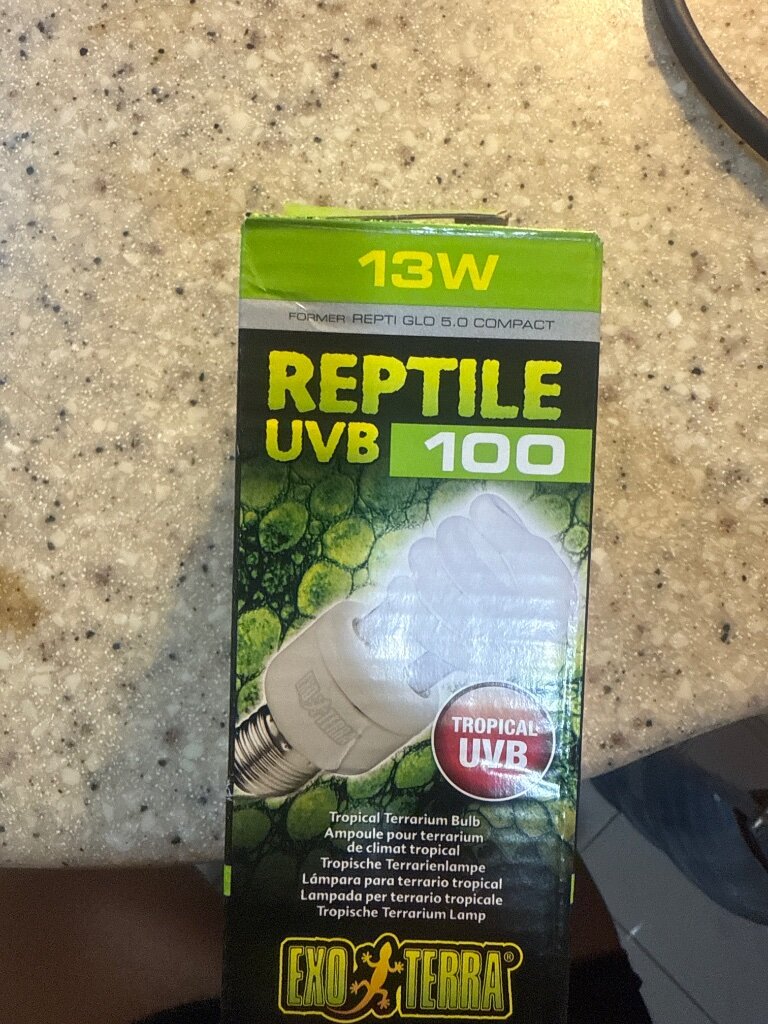 13W
FORMER REPTI GLO 5.0 COMPACT
REPTILE
UVB 100
TROPICAL
UVB
Tropical Terrarium Bulb
Ampoule pour terrarium
de climat tropical
Tropische Terrarienlampe
Lámpara para terrario tropical
Lampada per terrario tropicale
Tropische Terrarium Lamp
EXO TERRA®